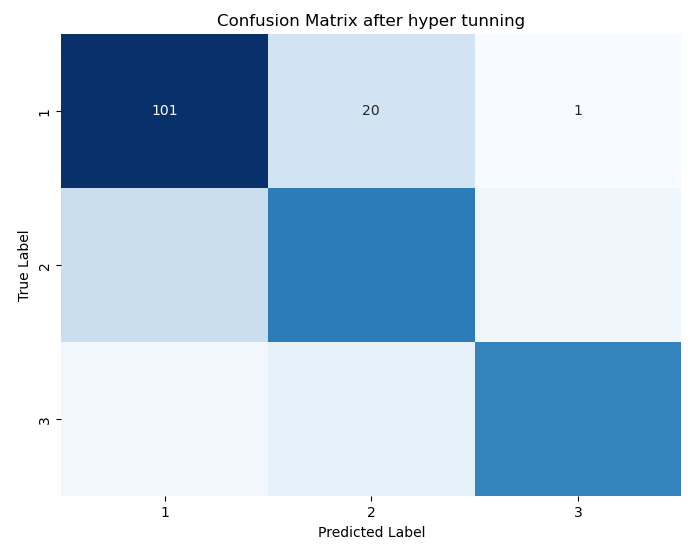 Confusion Matrix after hyper tunning
101 20 1
1
2
3
True Label
1 2 3
Predicted Label